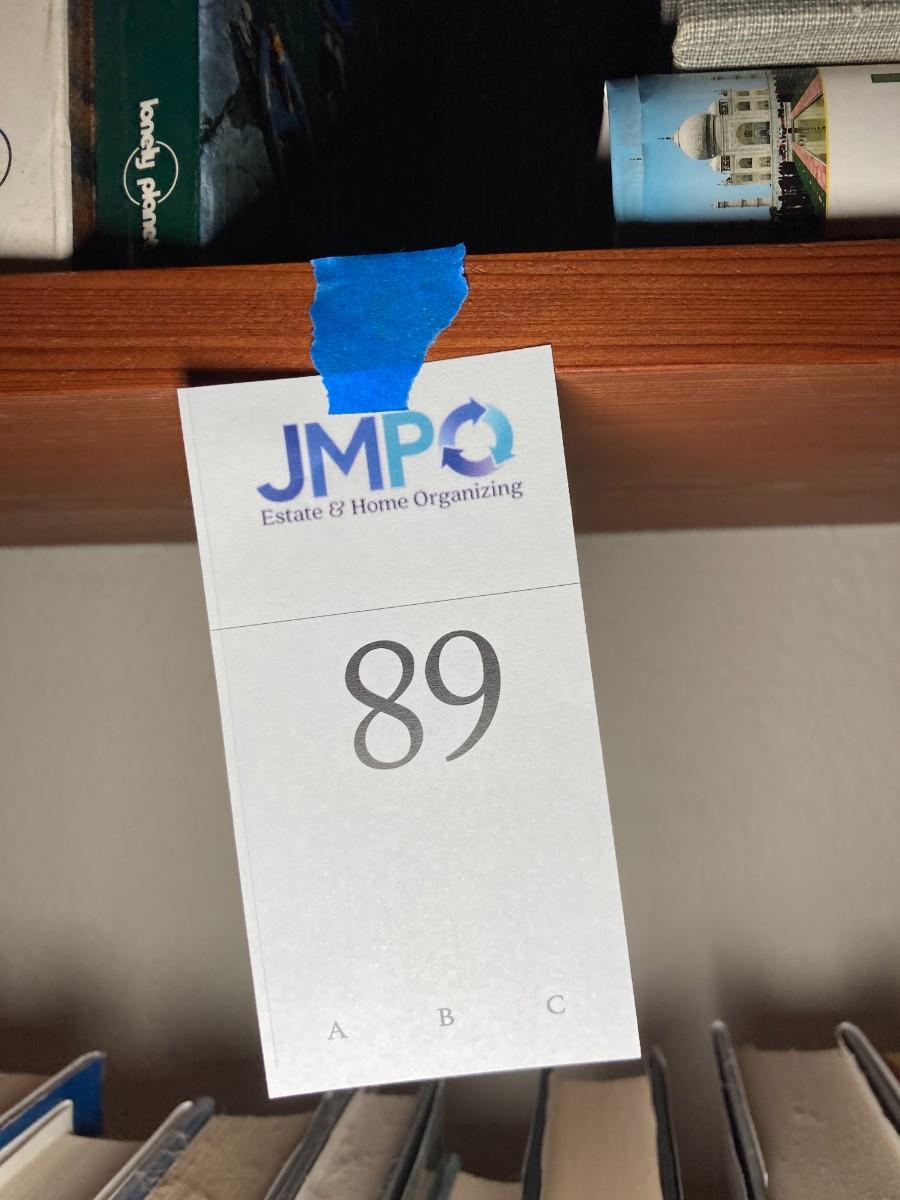 lonely planet
JMPO
Estate & Home Organizing
89
A B C